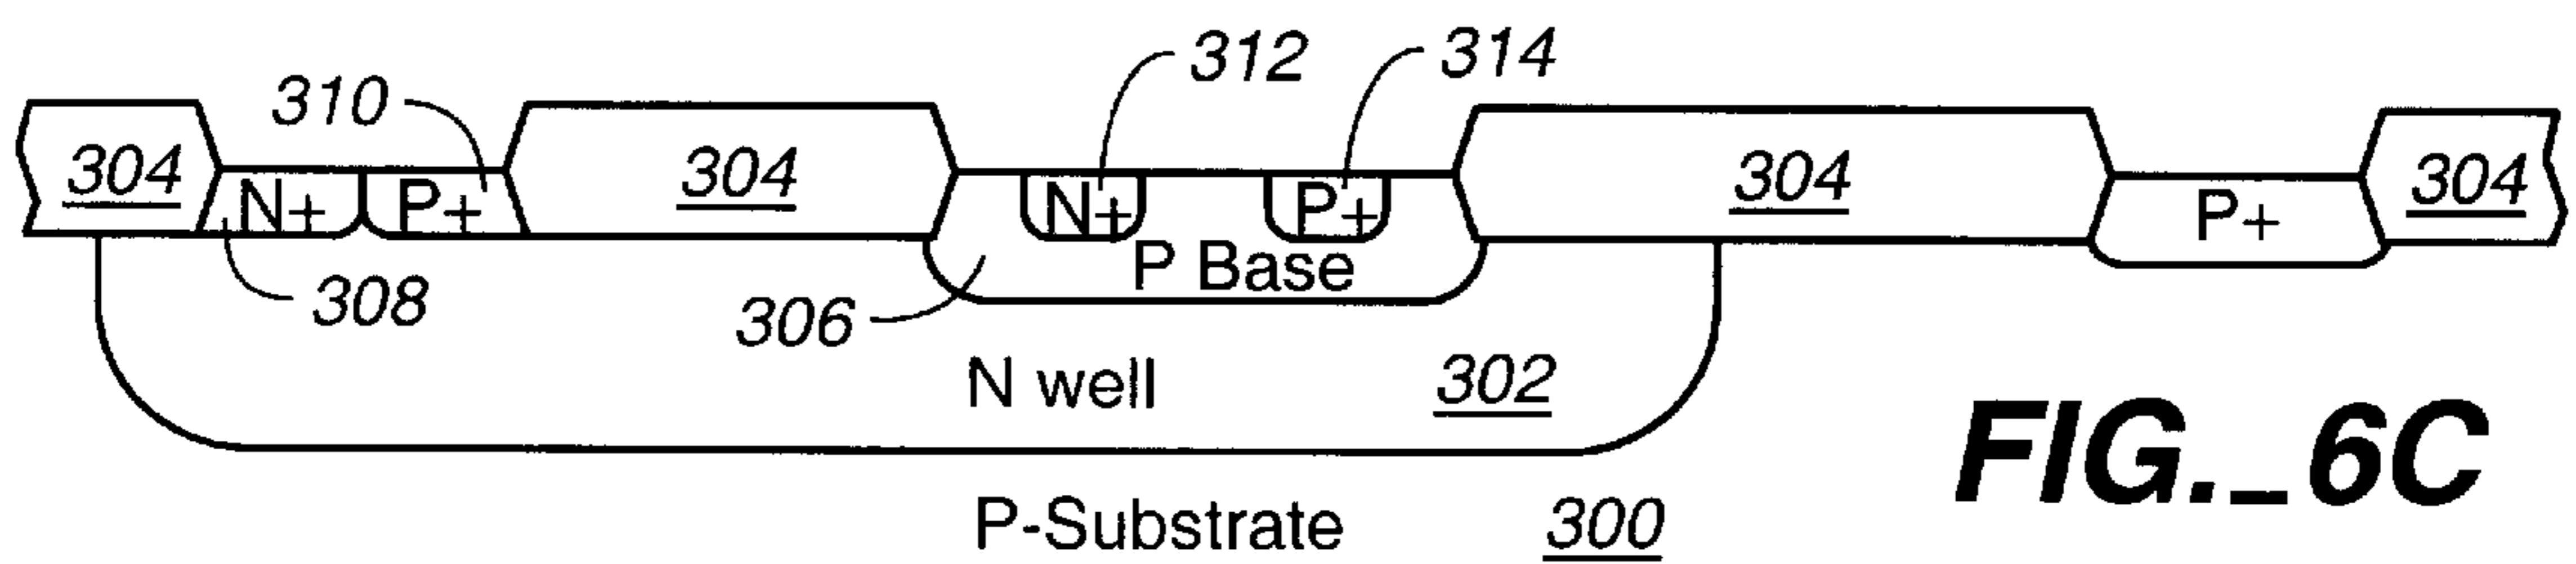 312 314
310
304 N+ P+ 304 N+ P+ 304 P+ 304
308 306 P Base
N well 302
P-Substrate 300
FIG._6C